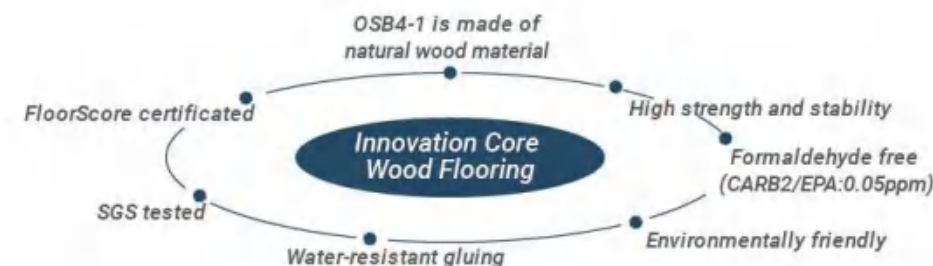 OSB4-1 is made of
natural wood material
FloorScore certificated
High strength and stability
Innovation Core
Wood Flooring
Formaldehyde free
(CARB2/EPA:0.05ppm)
SGS tested
Environmentally friendly
Water-resistant gluing